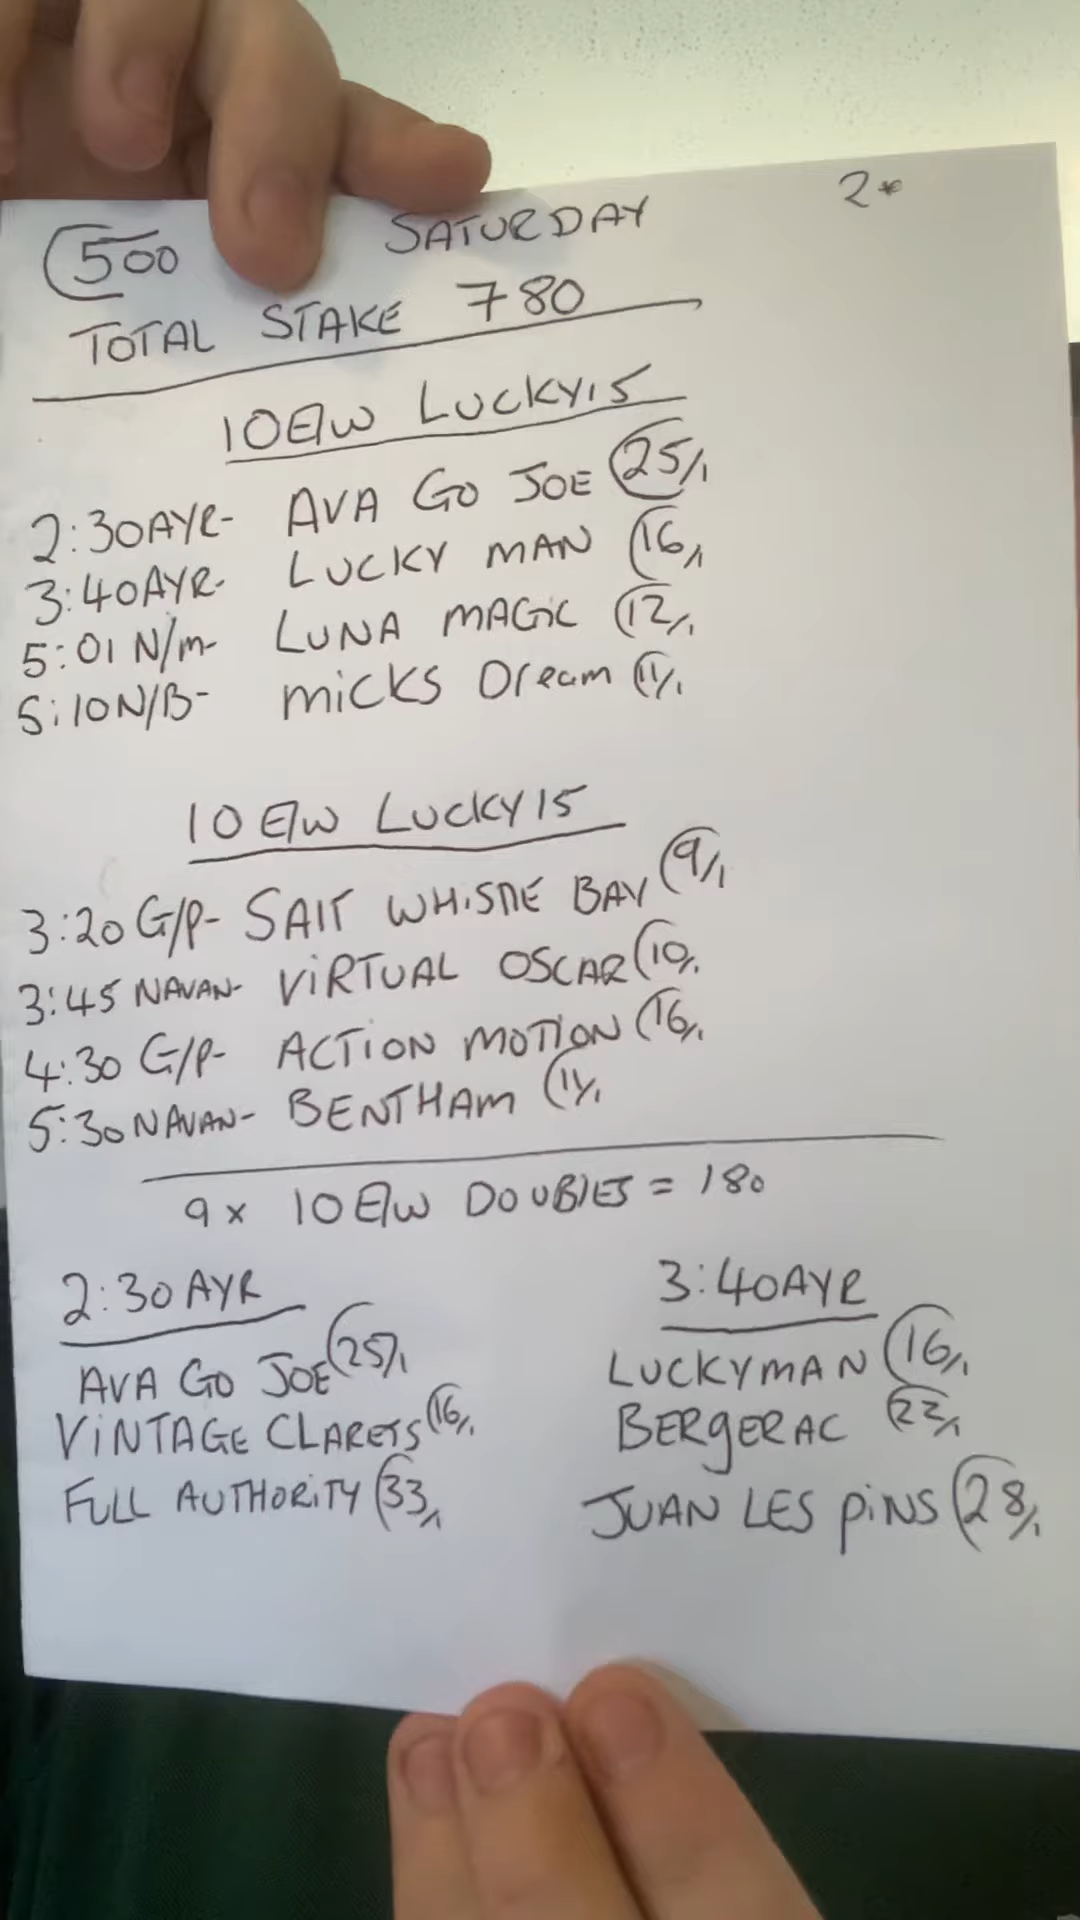 500 SATURDAY 2*
TOTAL STAKE 780
10E/W LUCKY15
2:30AYR- AVA GO JOE 25/1
3:40AYR- LUCKY MAN 16/1
5:01 N/m- LUNA MAGIC 12/1
5:10N/B- MICKS Dream 11/1
10 E/W LUCKY15
3:20 G/P- SAlT WHiSTlE BAY 9/1
3:45 NAVAN- ViRTUAL OSCAR 10/1
4:30 G/P- ACTiON MOTION 16/1
5:30 NAVAN- BENTHAM 11/1
9 x 10 E/W DOUBlES = 180
2:30 AYR
AVA GO JOE 25/1
ViNTAGE CLARETS 16/1
FULL AUTHORiTY 33/1
3:40AYR
LUCKYMAN 16/1
BERgERAC 22/1
JUAN LES PiNS 28/1